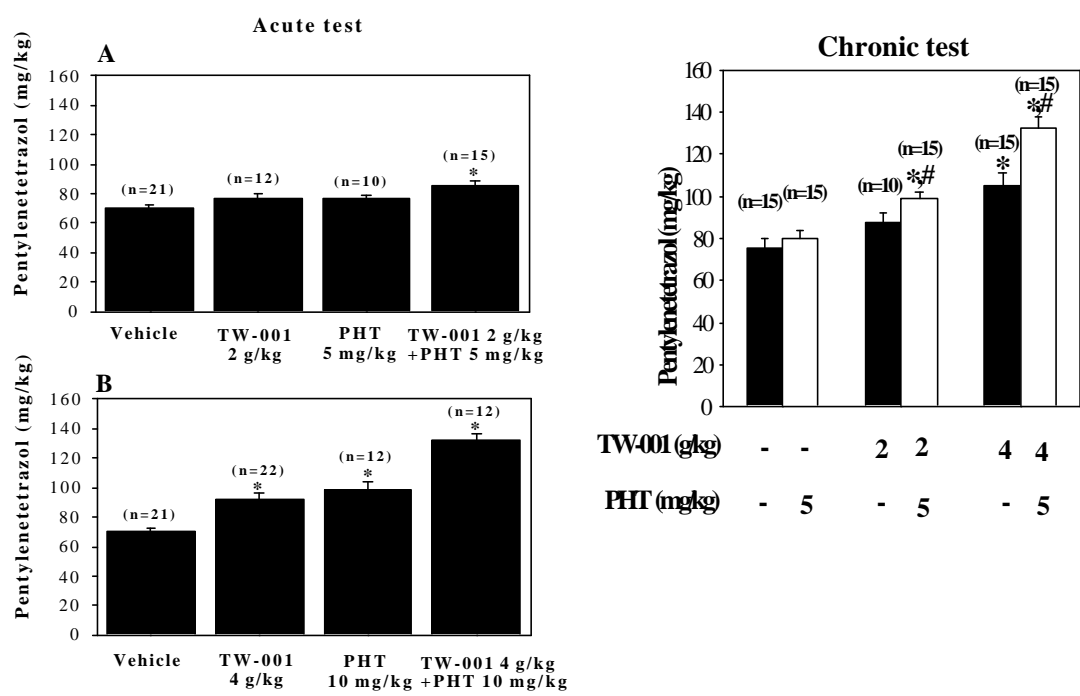 Acute test
A
Pentylenetetrazol (mg/kg)
160
140
120
100
80
60
40
20
0
(n=21)
(n=12)
(n=10)
(n=15)
*
Vehicle
TW-001
2 g/kg
PHT
5 mg/kg
TW-001 2 g/kg
+PHT 5 mg/kg
B
Pentylenetetrazol (mg/kg)
160
140
120
100
80
60
40
20
0
(n=21)
(n=22)
*
(n=12)
*
(n=12)
*
Vehicle
TW-001
4 g/kg
PHT
10 mg/kg
TW-001 4 g/kg
+PHT 10 mg/kg
Chronic test
Pentylenetetrazol (mg/kg)
160
140
120
100
80
60
40
20
0
(n=15)
(n=15)
(n=10)
(n=15)
*,#
(n=15)
*
(n=15)
*,#
TW-001 (g/kg) - - 2 2 4 4
PHT (mg/kg) - 5 - 5 - 5